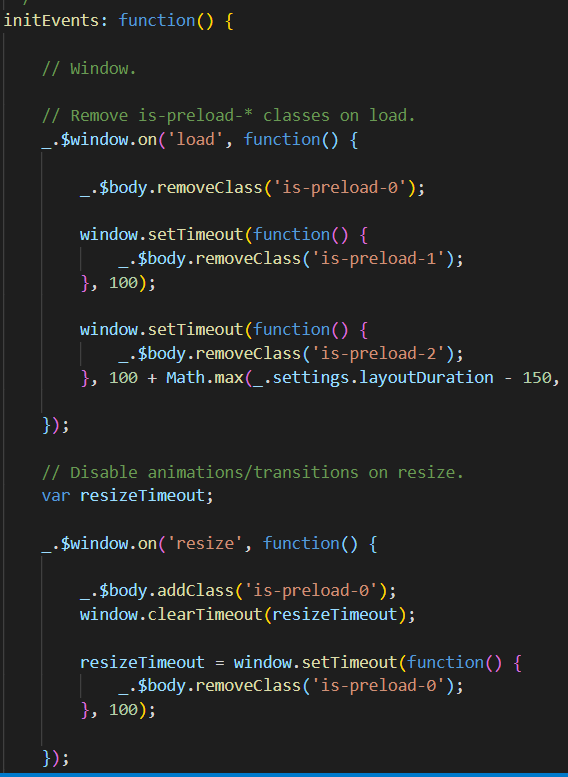 initEvents: function() {
// Window.
// Remove is-preload-* classes on load.
_.$window.on('load', function() {
_.$body.removeClass('is-preload-0');
window.setTimeout(function() {
_.$body.removeClass('is-preload-1');
}, 100);
window.setTimeout(function() {
_.$body.removeClass('is-preload-2');
}, 100 + Math.max(_.settings.layoutDuration - 150,
});
// Disable animations/transitions on resize.
var resizeTimeout;
_.$window.on('resize', function() {
_.$body.addClass('is-preload-0');
window.clearTimeout(resizeTimeout);
resizeTimeout = window.setTimeout(function() {
_.$body.removeClass('is-preload-0');
}, 100);
});